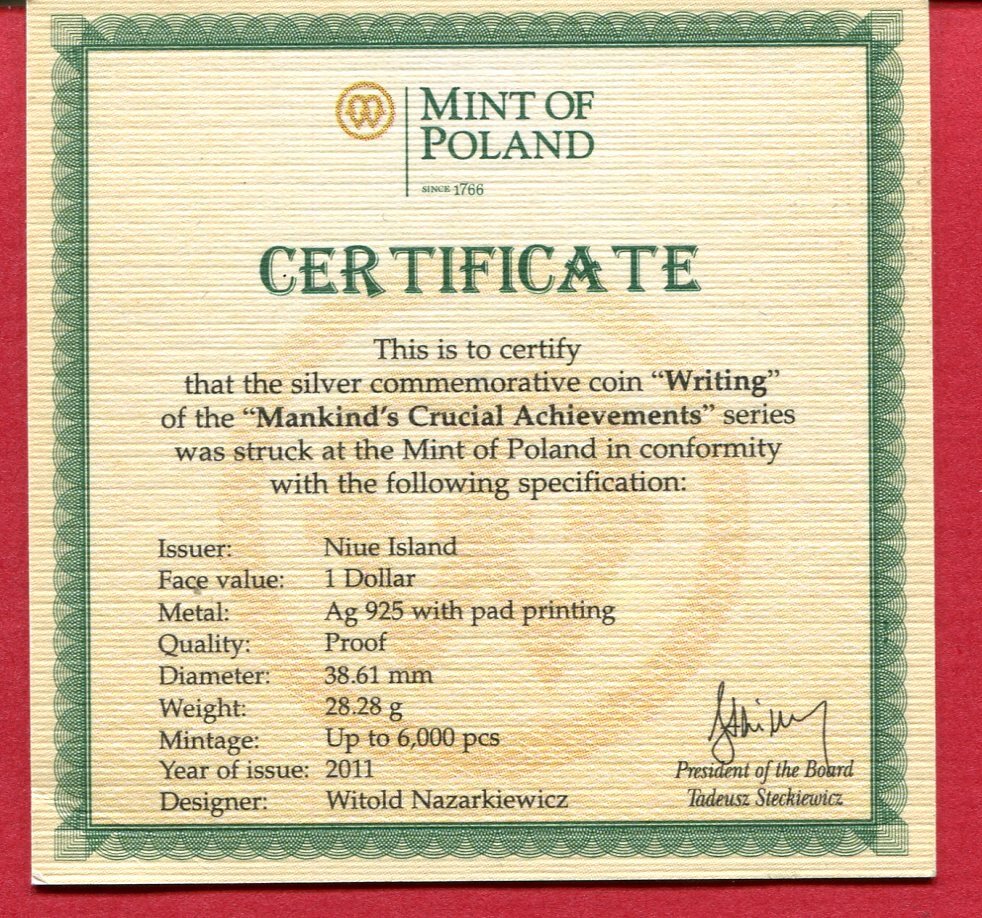 MINT OF
POLAND
SINCE 1766
CERTIFICATE
This is to certify
that the silver commemorative coin “Writing”
of the “Mankind’s Crucial Achievements” series
was struck at the Mint of Poland in conformity
with the following specification:
Issuer: Niue Island
Face value: 1 Dollar
Metal: Ag 925 with pad printing
Quality: Proof
Diameter: 38.61 mm
Weight: 28.28 g
Mintage: Up to 6,000 pcs
Year of issue: 2011
Designer: Witold Nazarkiewicz
President of the Board
Tadeusz Steckiewicz